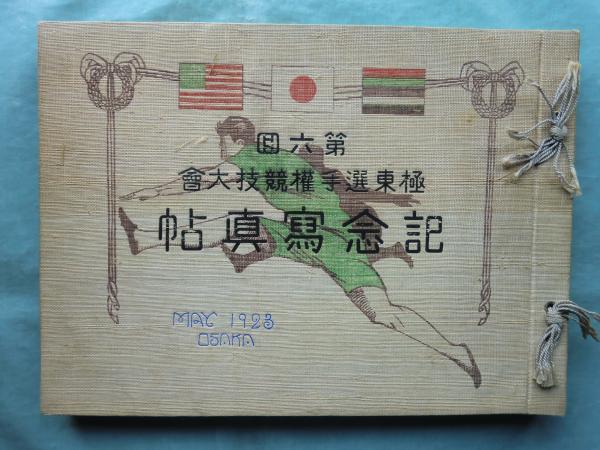 第六回
極東選手權競技大會
記念寫真帖
MAY 1923
OSAKA